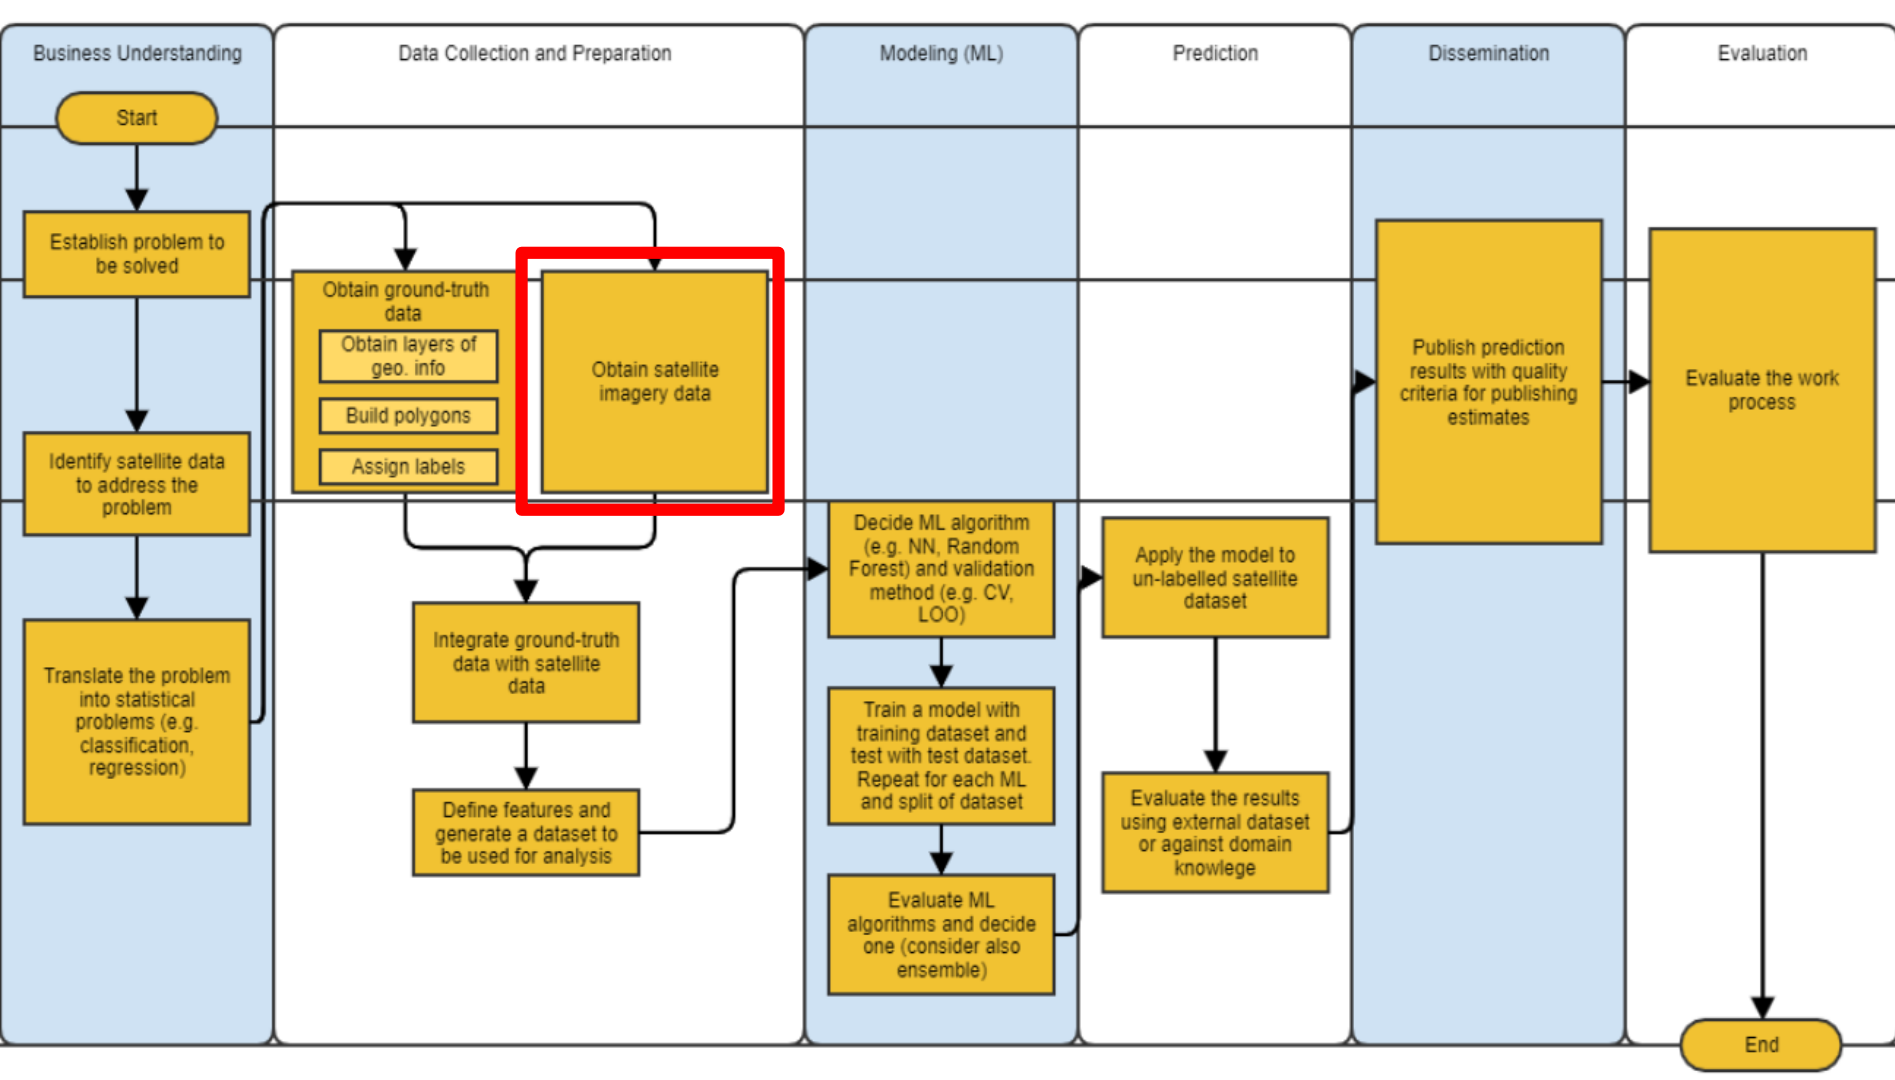 Business Understanding
Data Collection and Preparation
Modeling (ML)
Prediction
Dissemination
Evaluation
Start
Establish problem to
be solved
Identify satellite data
to address the
problem
Translate the problem
into statistical
problems (e.g.
classification,
regression)
Obtain ground-truth
data
Obtain layers of
geo. info
Build polygons
Assign labels
Obtain satellite
imagery data
Integrate ground-truth
data with satellite
data
Define features and
generate a dataset to
be used for analysis
Decide ML algorithm
(e.g. NN, Random
Forest) and validation
method (e.g. CV,
LOO)
Train a model with
training dataset and
test with test dataset.
Repeat for each ML
and split of dataset
Evaluate ML
algorithms and decide
one (consider also
ensemble)
Apply the model to
un-labelled satellite
dataset
Evaluate the results
using external dataset
or against domain
knowlege
Publish prediction
results with quality
criteria for publishing
estimates
Evaluate the work
process
End